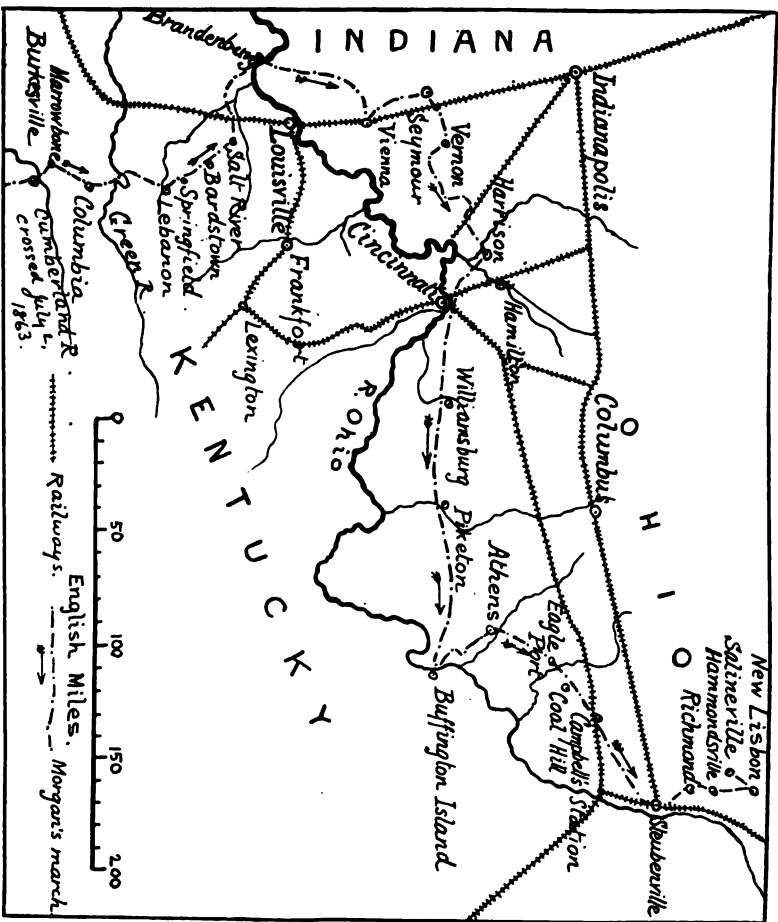 INDIANA
OHIO
KENTUCKY
Indianapolis
Columbus
New Lisbon
Salineville
Hammondsville
Richmond
Steubenville
Campbell's Station
Coal Hill
Eagle
Port
Athens
Buffington Island
Piketon
Williamsburg
Hamilton
Harrison
Cincinnati
Vernon
Seymour
Vienna
R. Ohio
Brandenburg
Louisville
Frankfort
Lexington
Salt River
Bardstown
Springfield
Lebanon
Green R.
Columbia
Marrowbone
Burkesville
Cumberland R.
crossed July 2,
1863.
0 50 100 150 200
English Miles.
Railways. Morgan's march.